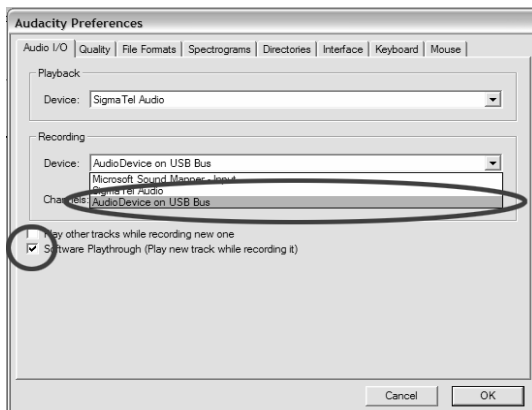 Audacity Preferences
Audio I/O Quality File Formats Spectrograms Directories Interface Keyboard Mouse
Playback
Device: SigmaTel Audio
Recording
Device: AudioDevice on USB Bus
Microsoft Sound Mapper - Input
SigmaTel Audio
Channels: AudioDevice on USB Bus
Play other tracks while recording new one
Software Playthrough (Play new track while recording it)
Cancel OK